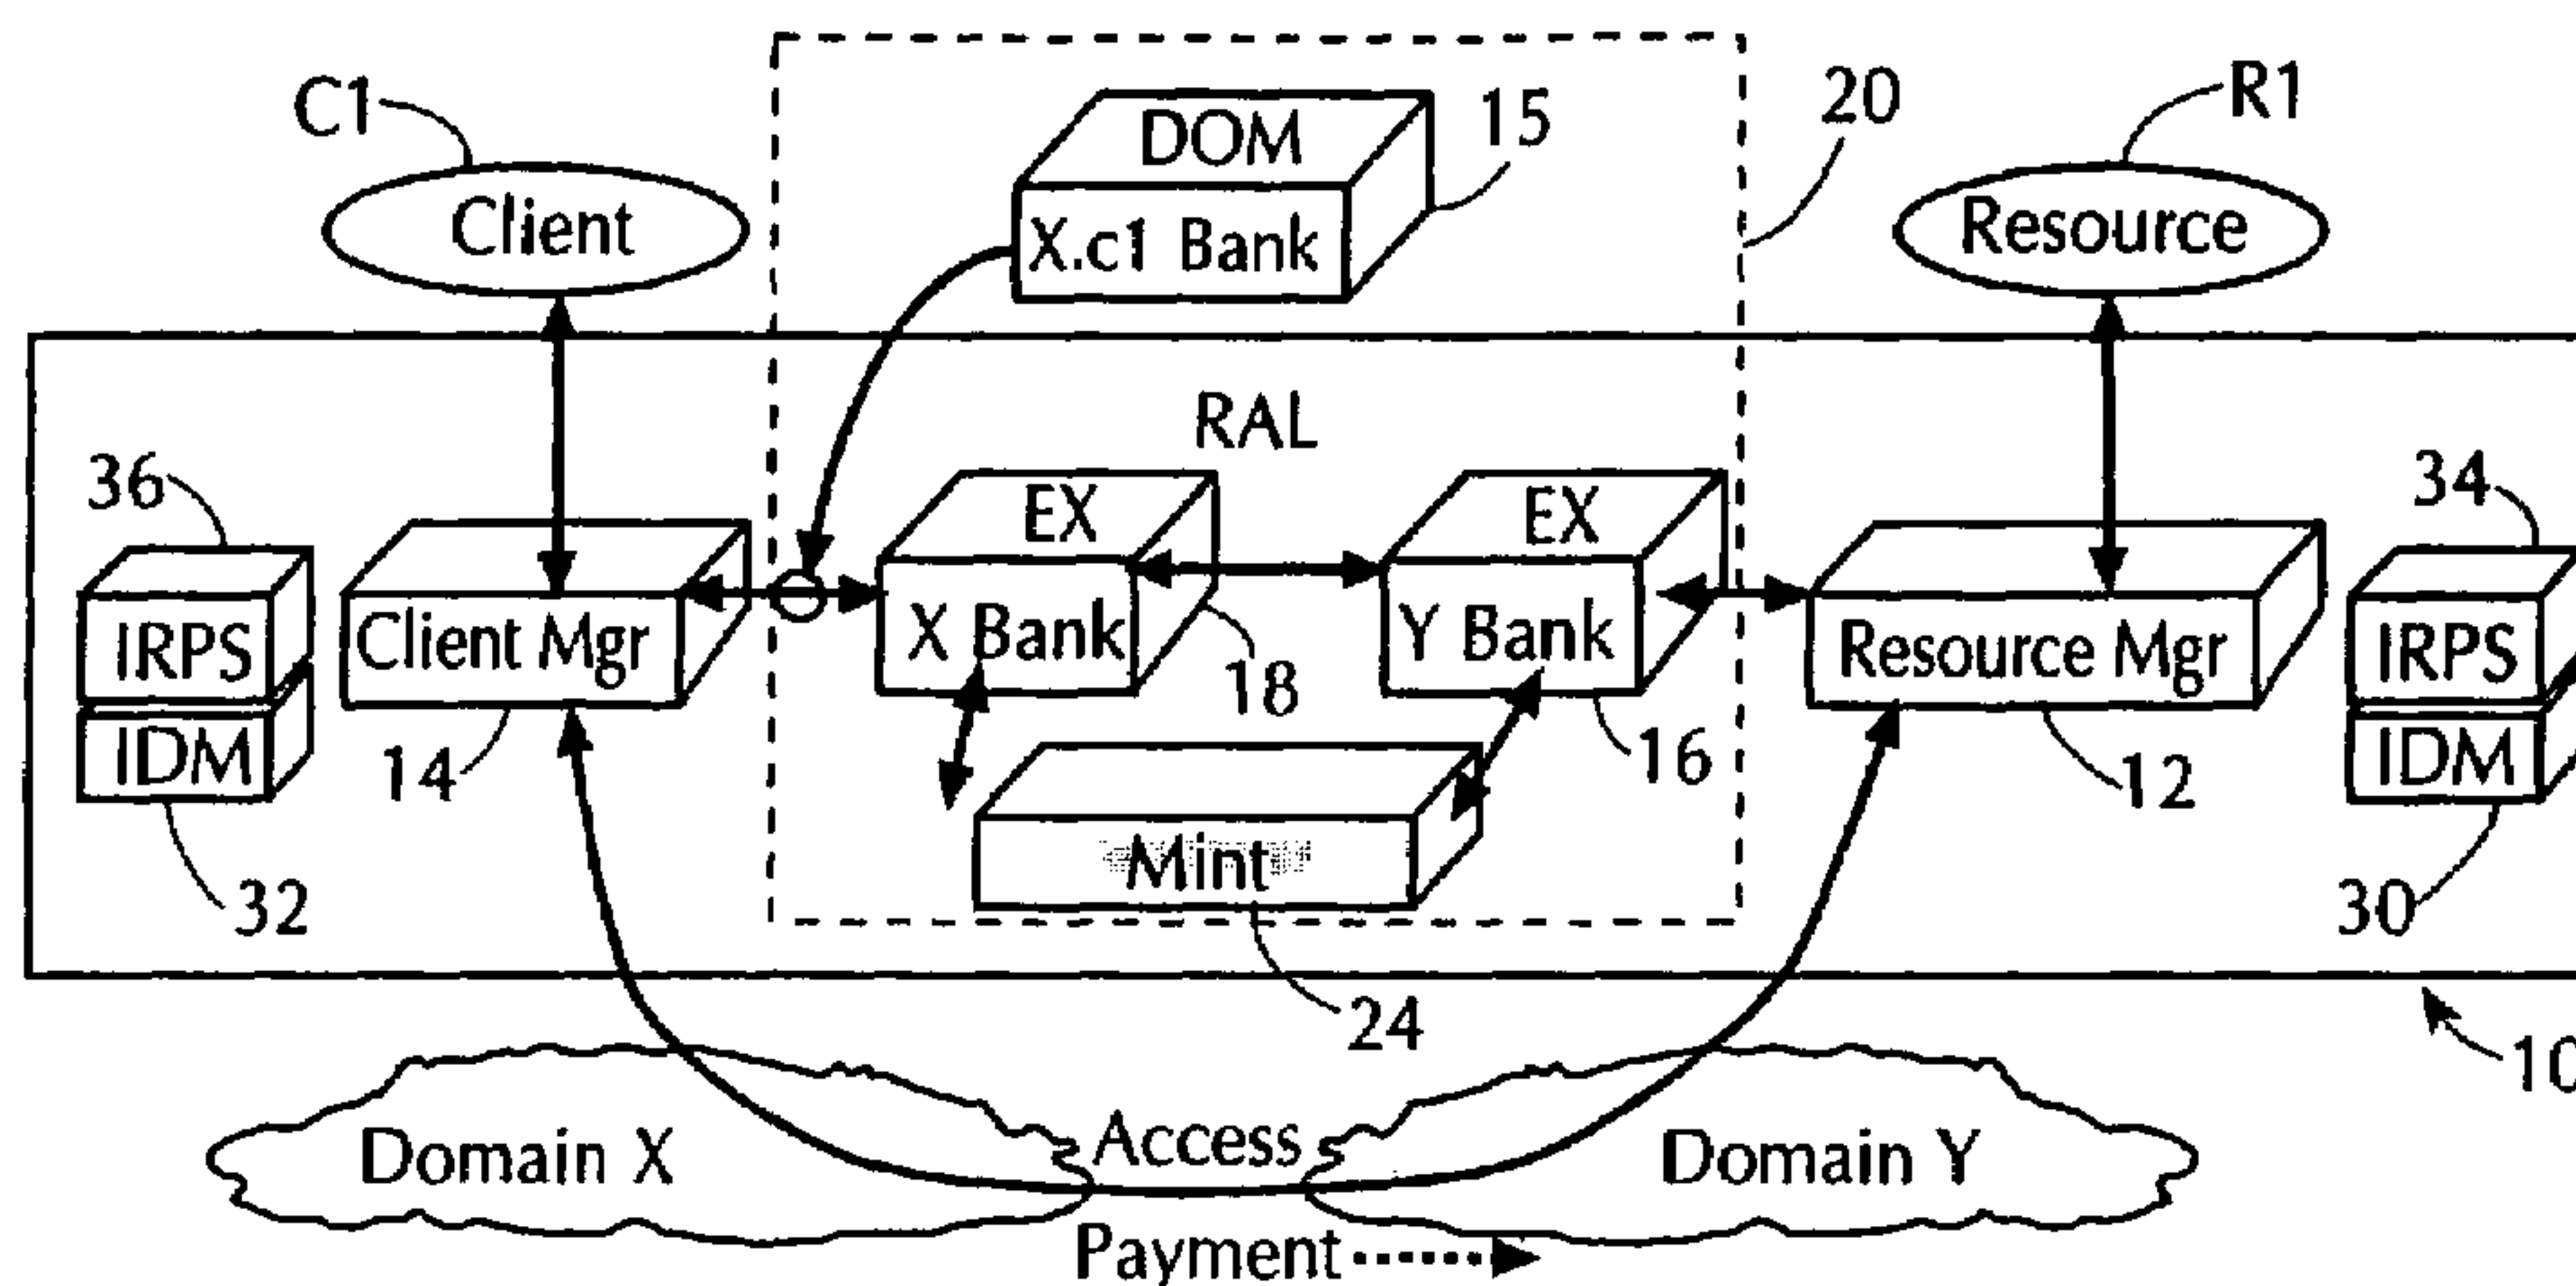 C1
Client
DOM
X.c1 Bank
15
20
R1
Resource
RAL
36
IRPS
IDM
32
Client Mgr
14
EX
X Bank
18
EX
Y Bank
16
Mint
24
Resource Mgr
12
34
IRPS
IDM
30
10
Domain X
Access
Domain Y
Payment